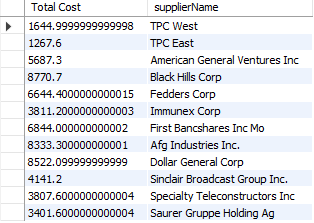 Total Cost supplierName
1644.9999999999998 TPC West
1267.6 TPC East
5687.3 American General Ventures Inc
8770.7 Black Hills Corp
6644.4000000000015 Fedders Corp
3811.2000000000003 Immunex Corp
6844.000000000002 First Bancshares Inc Mo
8333.300000000001 Afg Industries Inc.
8522.099999999999 Dollar General Corp
4141.2 Sinclair Broadcast Group Inc.
3807.6000000000004 Specialty Teleconstructors Inc
3401.6000000000004 Saurer Gruppe Holding Ag